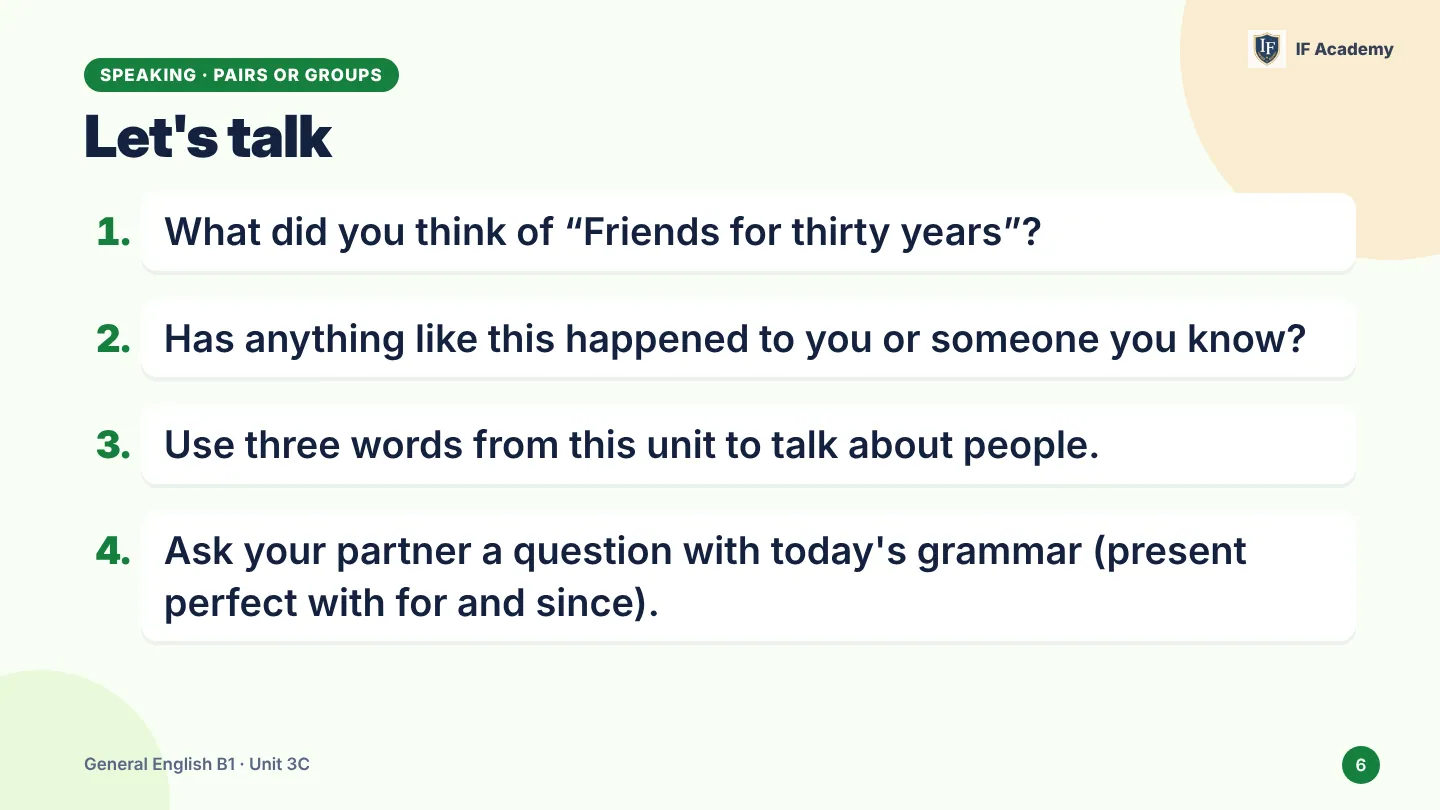 IF
IF Academy
SPEAKING · PAIRS OR GROUPS
Let's talk
1. What did you think of “Friends for thirty years”?
2. Has anything like this happened to you or someone you know?
3. Use three words from this unit to talk about people.
4. Ask your partner a question with today's grammar (present
perfect with for and since).
General English B1 · Unit 3C
6